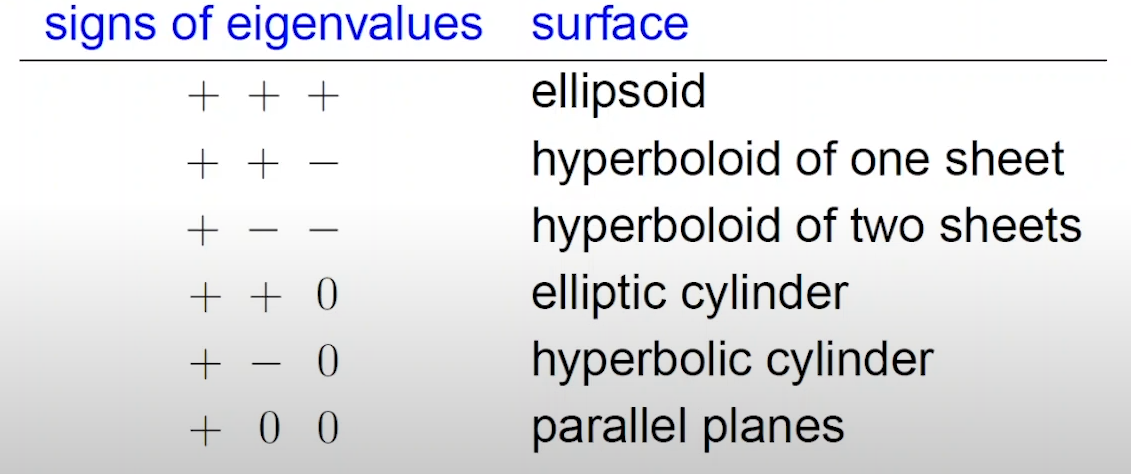 signs of eigenvalues surface
+ + + ellipsoid
+ + − hyperboloid of one sheet
+ − − hyperboloid of two sheets
+ + 0 elliptic cylinder
+ − 0 hyperbolic cylinder
+ 0 0 parallel planes